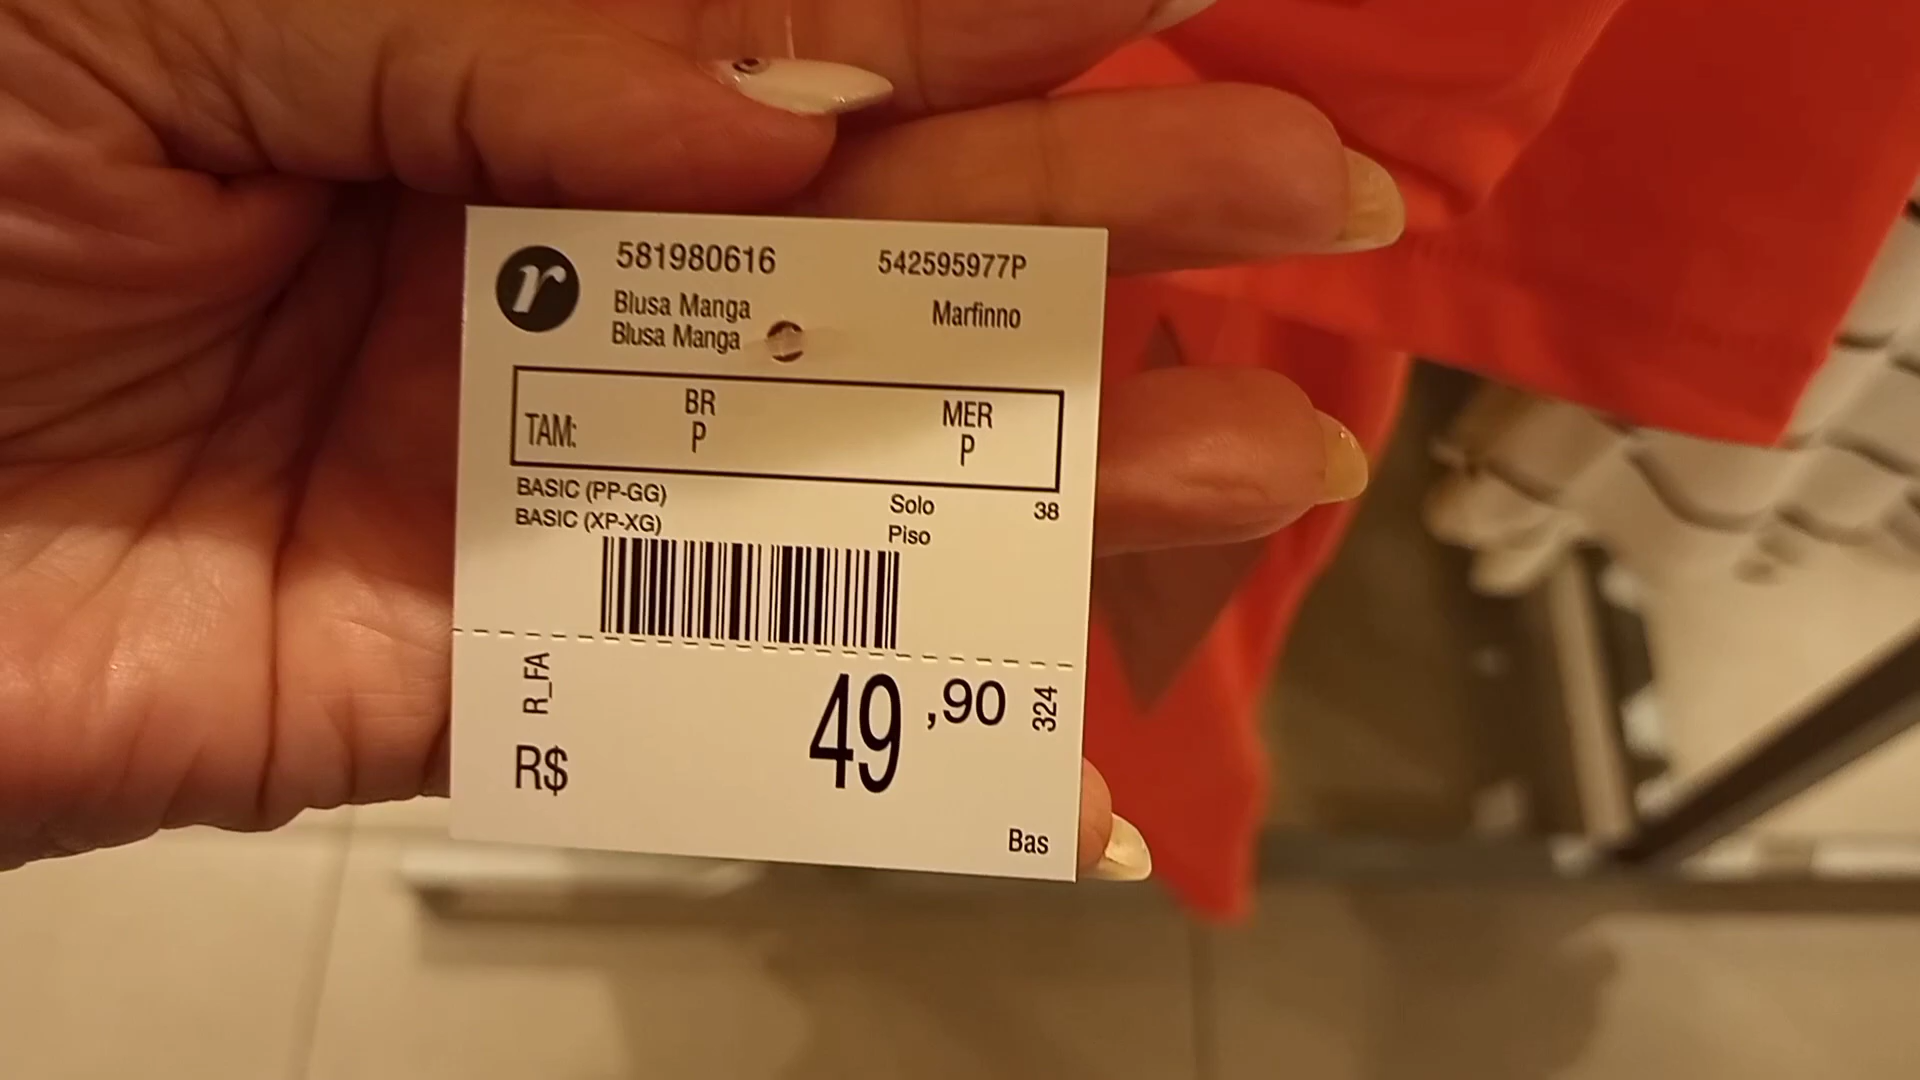 r
581980616 542595977P
Blusa Manga Marfinno
Blusa Manga
BR MER
TAM: P P
BASIC (PP-GG) Solo 38
BASIC (XP-XG) Piso
R_FA
R$ 49,90
324
Bas